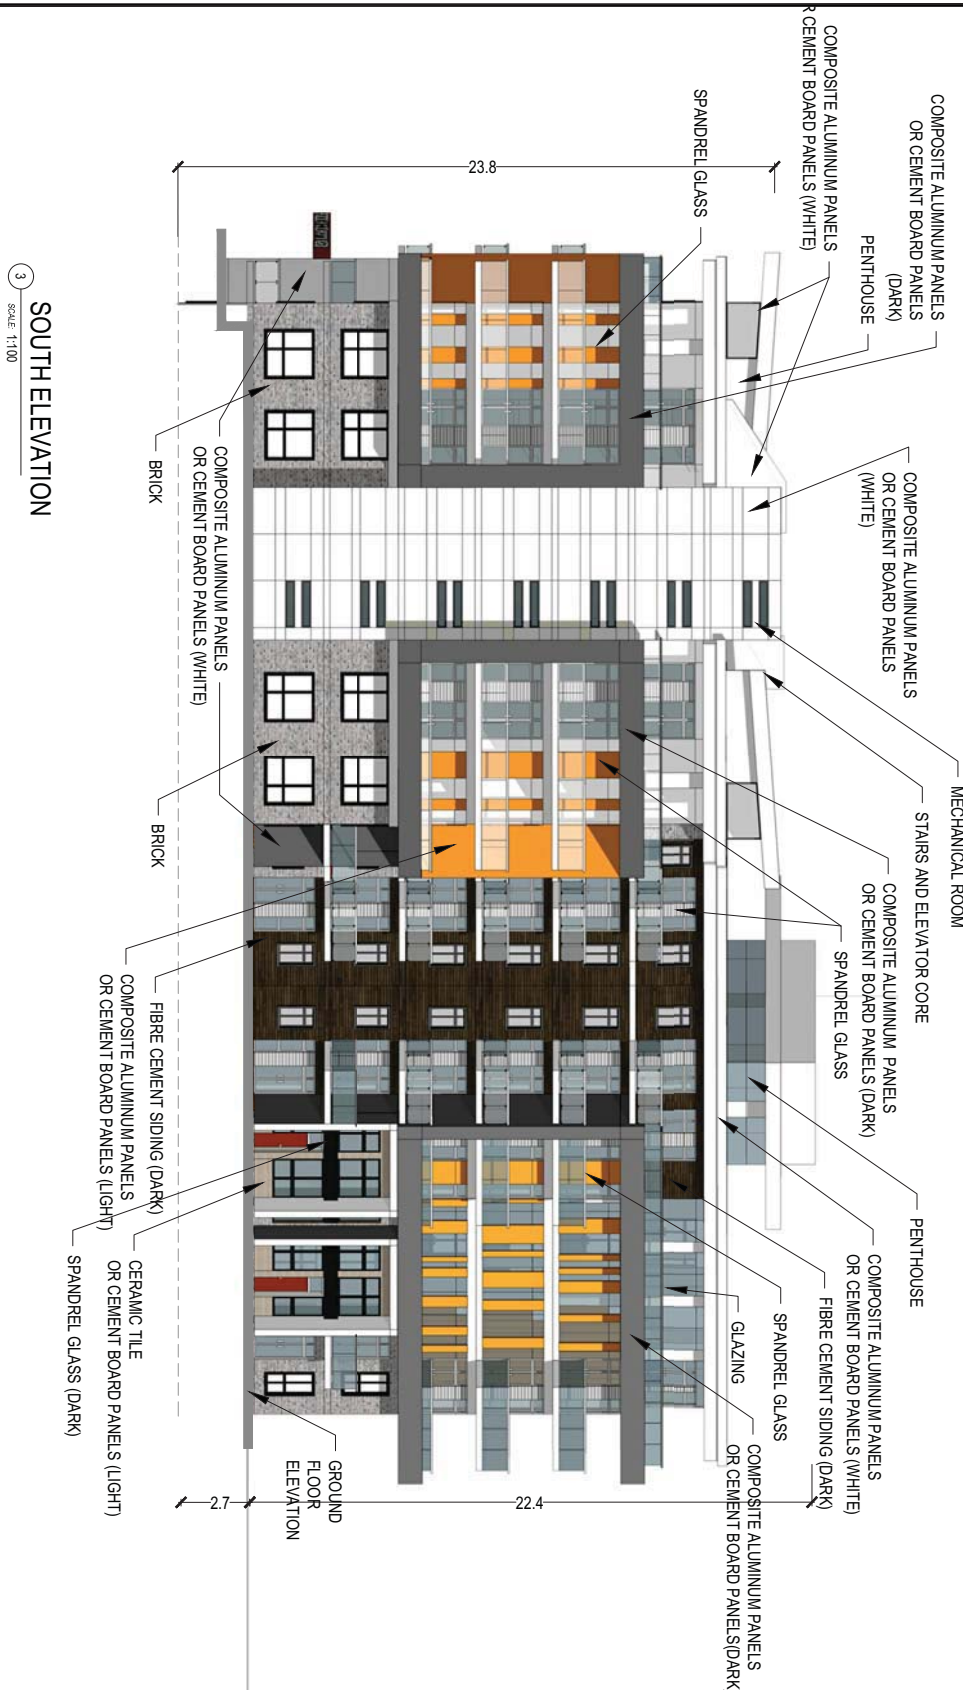 COMPOSITE ALUMINUM PANELS
OR CEMENT BOARD PANELS
(DARK)
PENTHOUSE
COMPOSITE ALUMINUM PANELS
R CEMENT BOARD PANELS (WHITE)
SPANDREL GLASS
23.8
COMPOSITE ALUMINUM PANELS
OR CEMENT BOARD PANELS
(WHITE)
MECHANICAL ROOM
STAIRS AND ELEVATOR CORE
COMPOSITE ALUMINUM PANELS
OR CEMENT BOARD PANELS (DARK)
SPANDREL GLASS
PENTHOUSE
COMPOSITE ALUMINUM PANELS
OR CEMENT BOARD PANELS (WHITE)
FIBRE CEMENT SIDING (DARK)
SPANDREL GLASS
GLAZING
COMPOSITE ALUMINUM PANELS
OR CEMENT BOARD PANELS(DARK
22.4
2.7
BRICK
COMPOSITE ALUMINUM PANELS
OR CEMENT BOARD PANELS (WHITE)
BRICK
FIBRE CEMENT SIDING (DARK)
COMPOSITE ALUMINUM PANELS
OR CEMENT BOARD PANELS (LIGHT)
CERAMIC TILE
OR CEMENT BOARD PANELS (LIGHT)
SPANDREL GLASS (DARK)
GROUND
FLOOR
ELEVATION
3
SOUTH ELEVATION
SCALE: 1:100